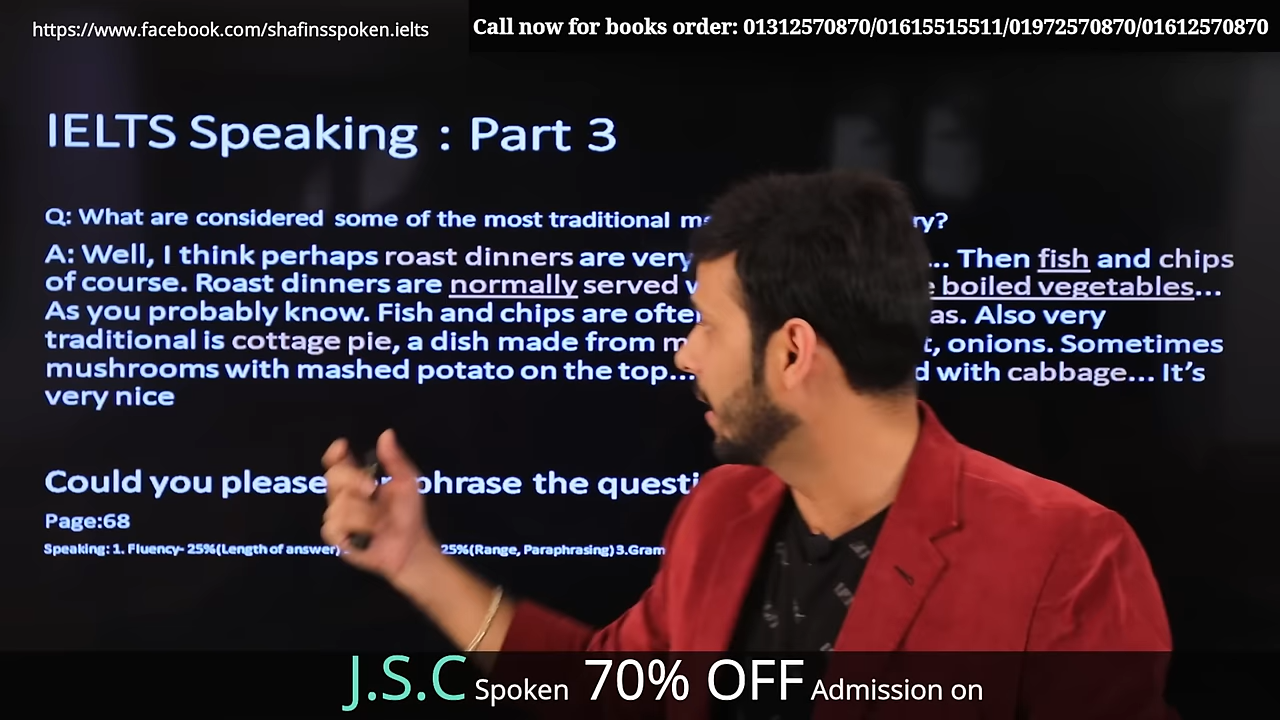 https://www.facebook.com/shafinsspoken.ielts
Call now for books order: 01312570870/01615515511/01972570870/01612570870
IELTS Speaking : Part 3
Q: What are considered some of the most traditional
A: Well, I think perhaps roast dinners are very ... Then fish and chips
of course. Roast dinners are normally served boiled vegetables...
As you probably know. Fish and chips are Also very
traditional is cottage pie, a dish made from onions. Sometimes
mushrooms with mashed potato on the top... with cabbage... It's
very nice
Could you please the
Page:68
Speaking: 1. Fluency- 25%(Length of answer) 25%(Range, Paraphrasing)3.
J.S.C Spoken 70% OFF Admission on